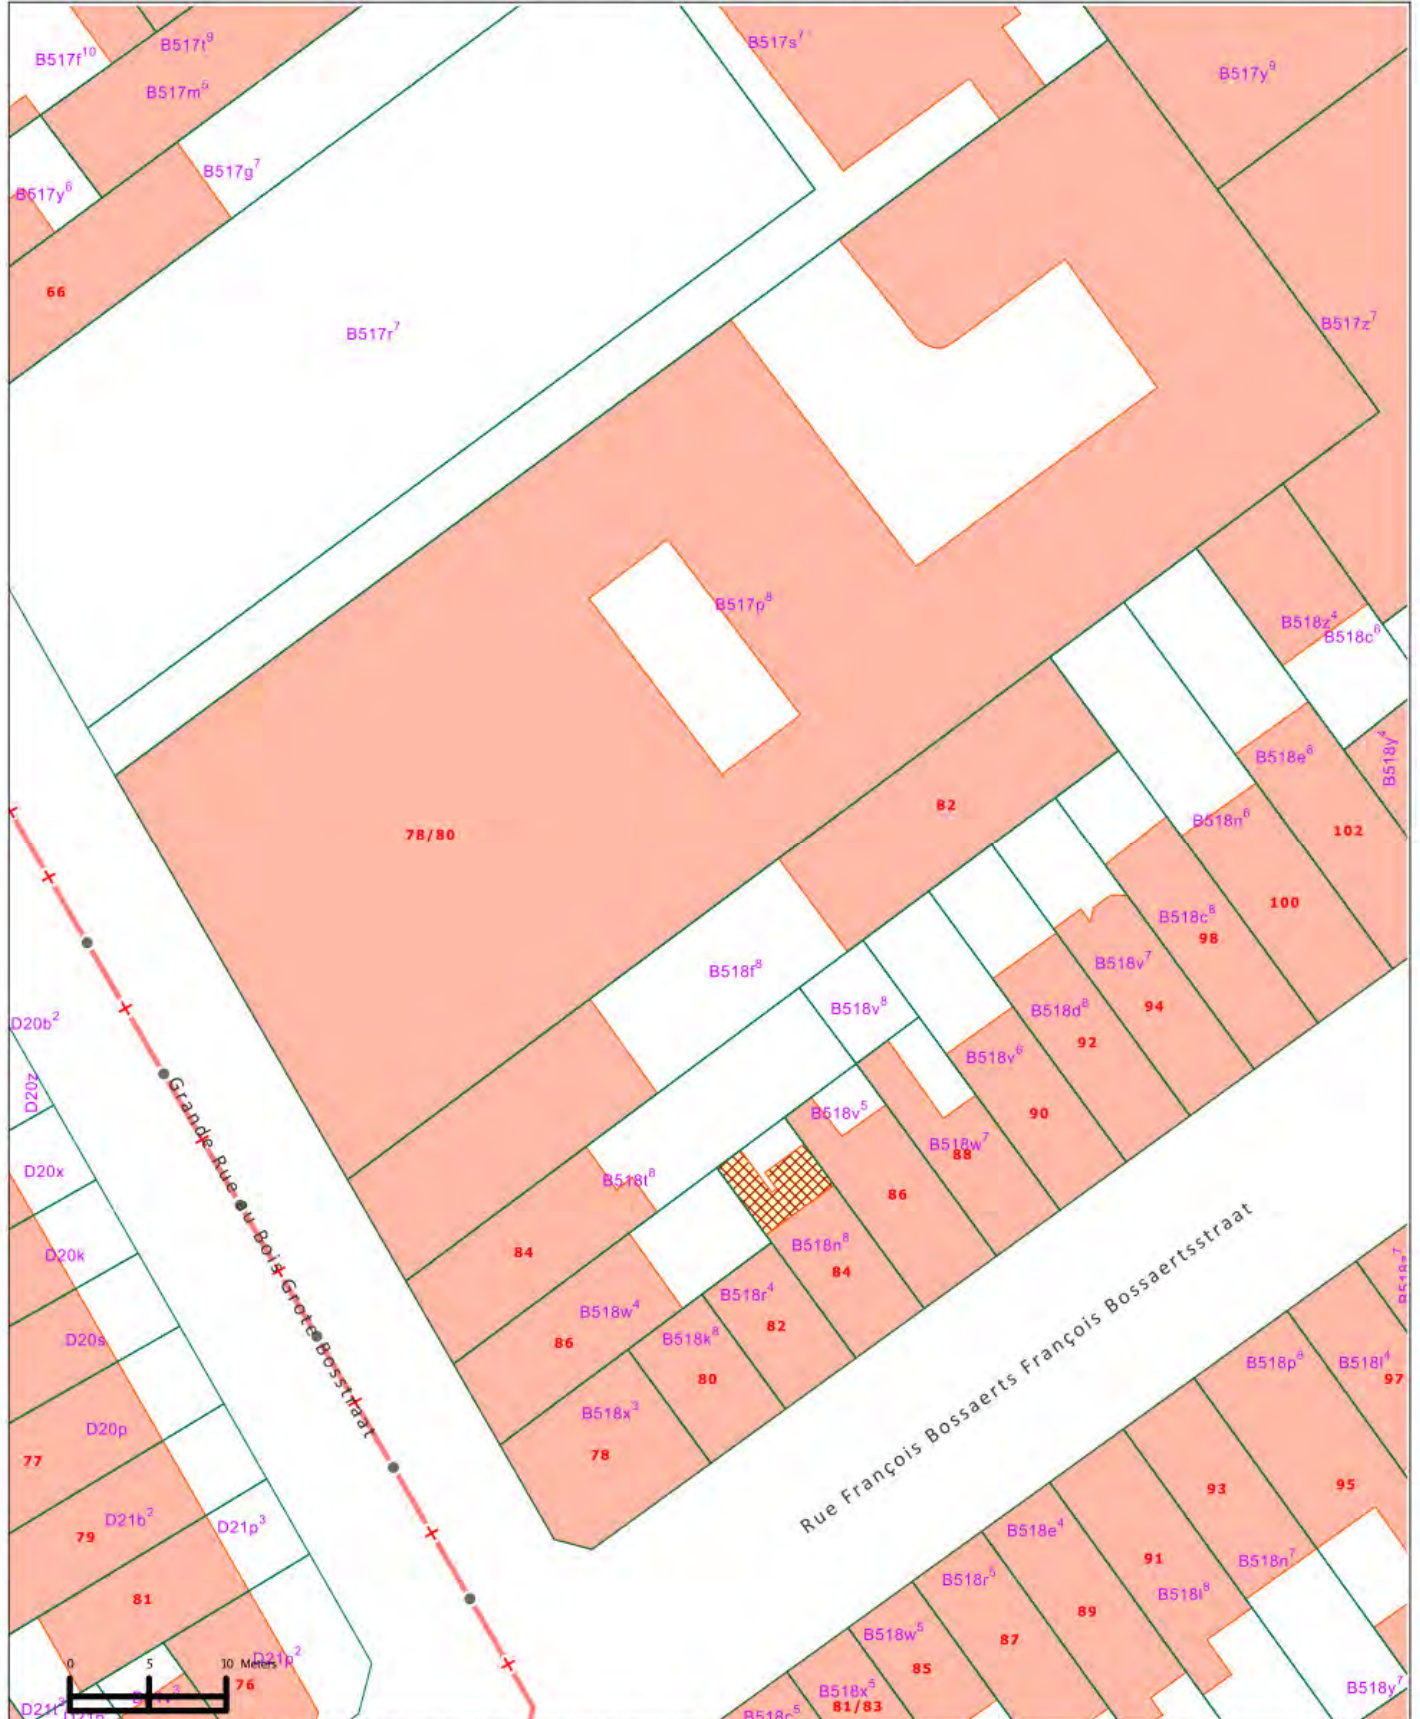 B517f¹⁰
B517t⁹
B517m⁵
B517s⁷
B517y⁹
B517g⁷
B517y⁶
66
B517r⁷
B517z⁷
B517p⁸
B518z⁴
B518c⁶
B518y⁴
B518e⁶
82
B518n⁶
102
78/80
100
B518c⁸
98
B518f⁸
B518v⁷
94
B518v⁸
B518d⁸
92
D20b²
B518v⁶
90
D20z
B518v⁵
B518w⁷
88
D20x
B518t⁸
86
Grande Rue au Bois Grote Bosstraat
84
B518n⁸
84
D20k
B518r⁴
82
B518w⁴
86
B518k⁸
80
D20s
Rue François Bossaerts François Bossaertsstraat
B518p⁸
B518l⁴
97
B518x³
78
D20p
77
93
95
D21b²
79
D21p³
B518e⁴
91
B518n⁷
B518r⁵
B518l⁸
81
89
B518w⁵
87
D21p²
85
76
0 5 10 Meters
B518x⁵
81/83
B518y⁷